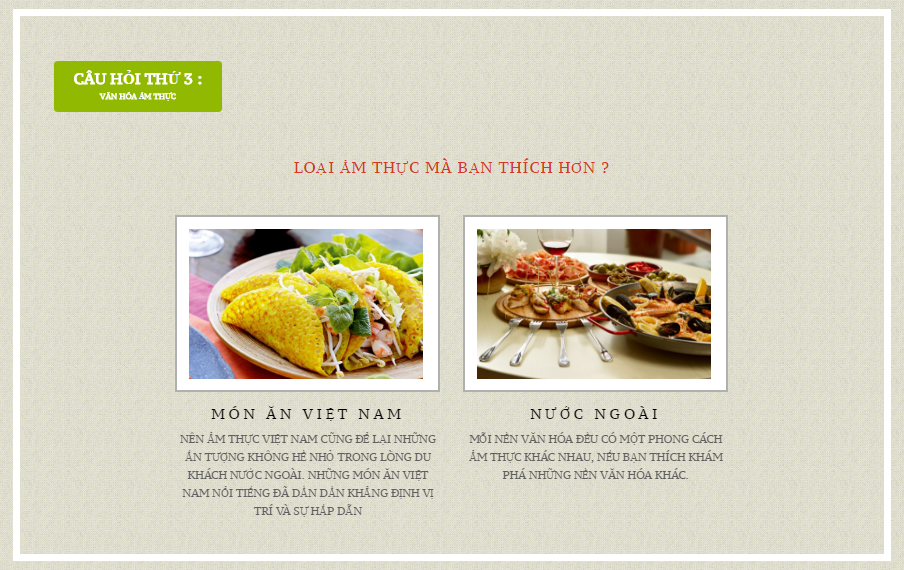 CÂU HỎI THỨ 3 :
VĂN HÓA ẨM THỰC
LOẠI ẨM THỰC MÀ BẠN THÍCH HƠN ?
MÓN ĂN VIỆT NAM
NỀN ẨM THỰC VIỆT NAM CŨNG ĐỂ LẠI NHỮNG
ẤN TƯỢNG KHÔNG HỀ NHỎ TRONG LÒNG DU
KHÁCH NƯỚC NGOÀI. NHỮNG MÓN ĂN VIỆT
NAM NỔI TIẾNG ĐÃ DẦN DẦN KHẲNG ĐỊNH VỊ
TRÍ VÀ SỰ HẤP DẪN
NƯỚC NGOÀI
MỖI NỀN VĂN HÓA ĐỀU CÓ MỘT PHONG CÁCH
ẨM THỰC KHÁC NHAU, NẾU BẠN THÍCH KHÁM
PHÁ NHỮNG NỀN VĂN HÓA KHÁC.